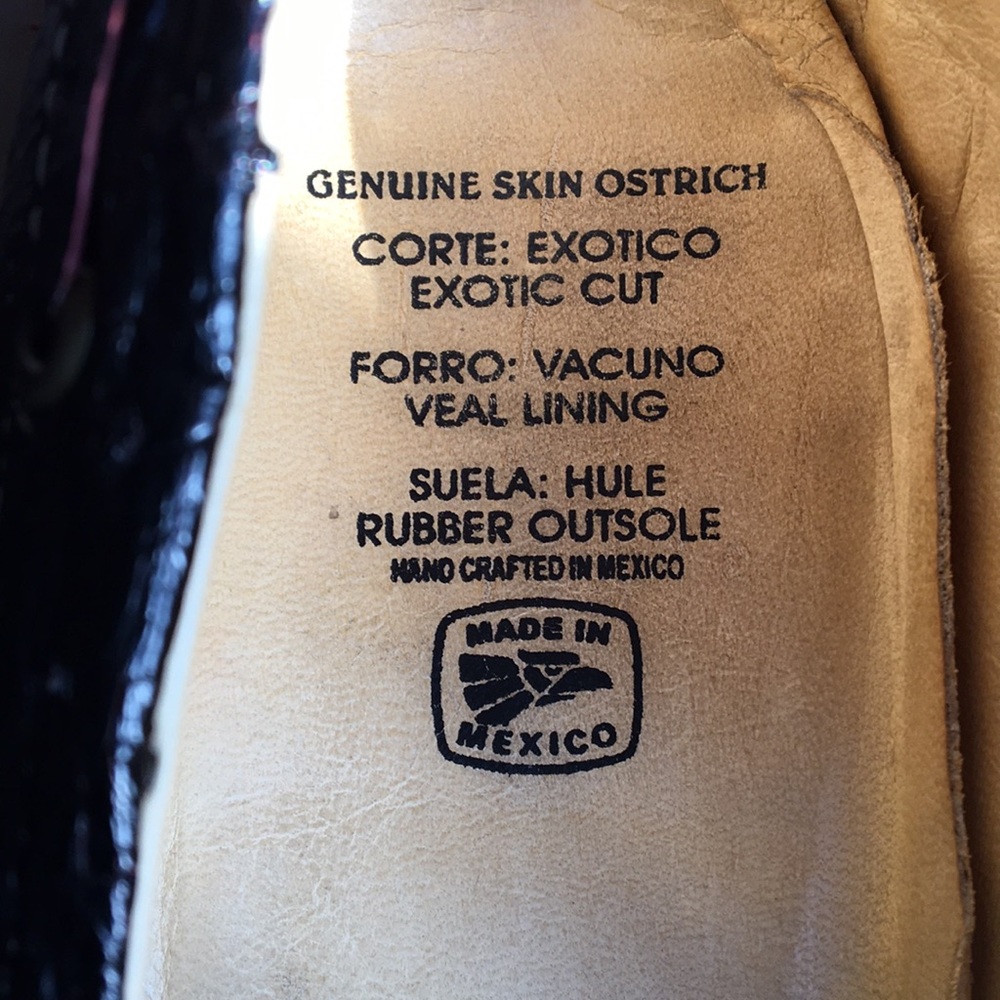 GENUINE SKIN OSTRICH
CORTE: EXOTICO
EXOTIC CUT
FORRO: VACUNO
VEAL LINING
SUELA: HULE
RUBBER OUTSOLE
HAND CRAFTED IN MEXICO
MADE IN
MEXICO